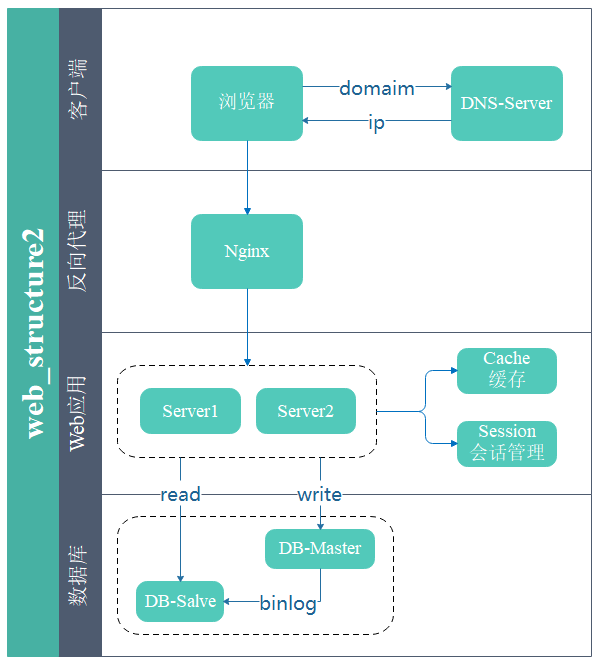 web_structure2
客户端
浏览器
domaim
ip
DNS-Server
反向代理
Nginx
Web应用
Server1
Server2
Cache
缓存
Session
会话管理
read
write
数据库
DB-Master
DB-Salve
binlog